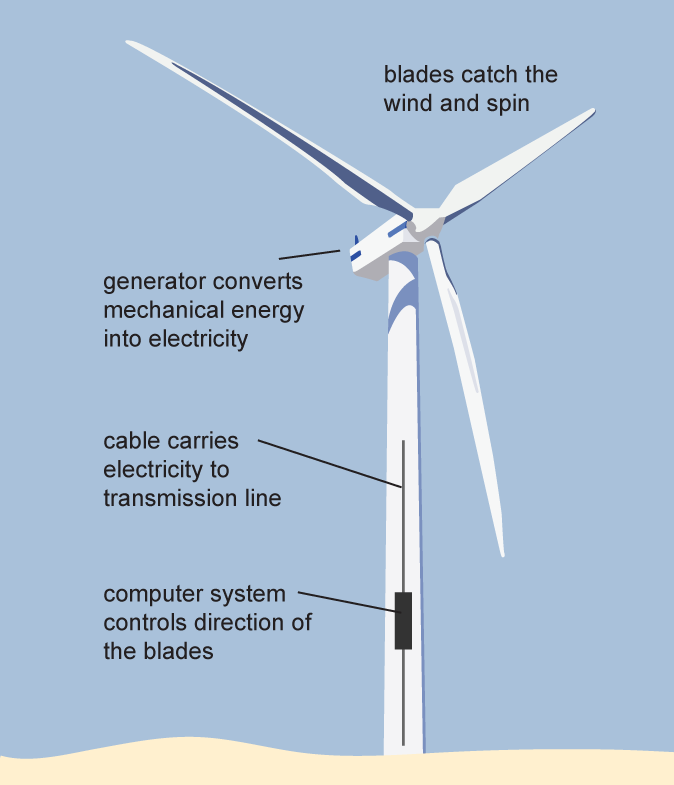 blades catch the
wind and spin
generator converts
mechanical energy
into electricity
cable carries
electricity to
transmission line
computer system
controls direction of
the blades